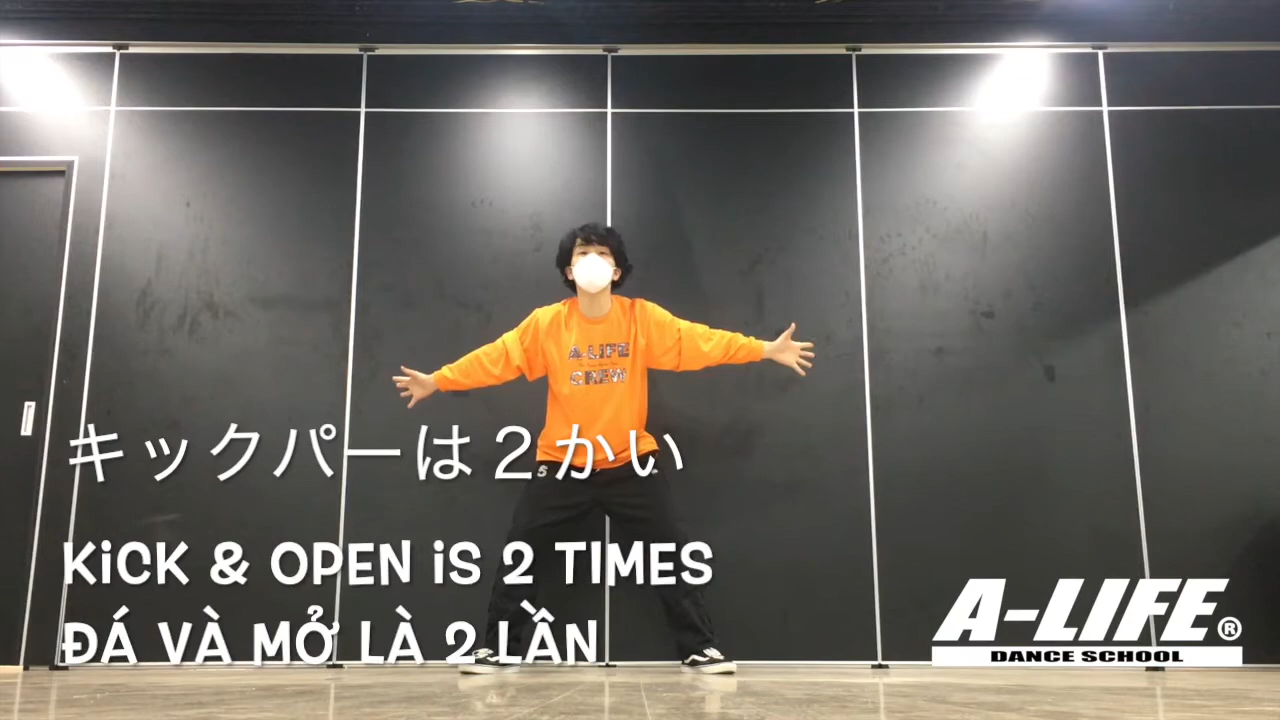 A-LIFE
CREW
キックパーは２かい
KiCK & OPEN iS 2 TIMES
ĐÁ VÀ MỞ LÀ 2 LẦN
A-LIFE®
DANCE SCHOOL